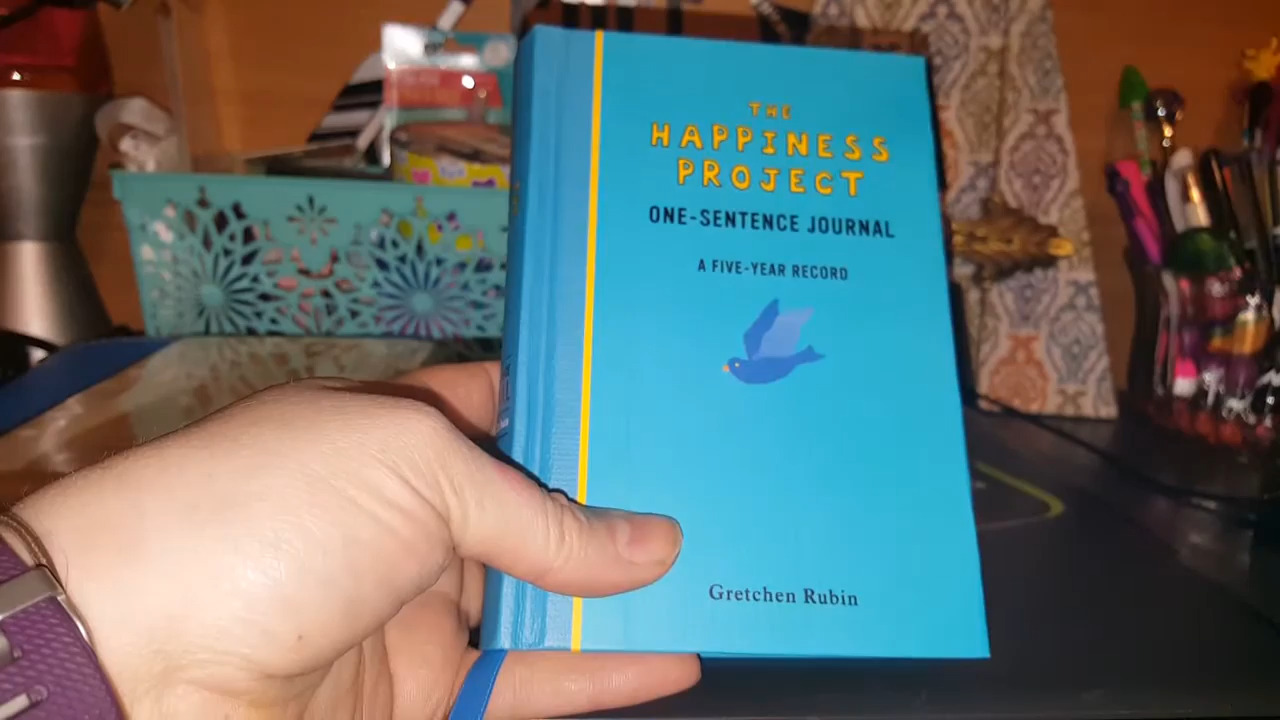 THE
HAPPINESS
PROJECT
ONE-SENTENCE JOURNAL
A FIVE-YEAR RECORD
Gretchen Rubin